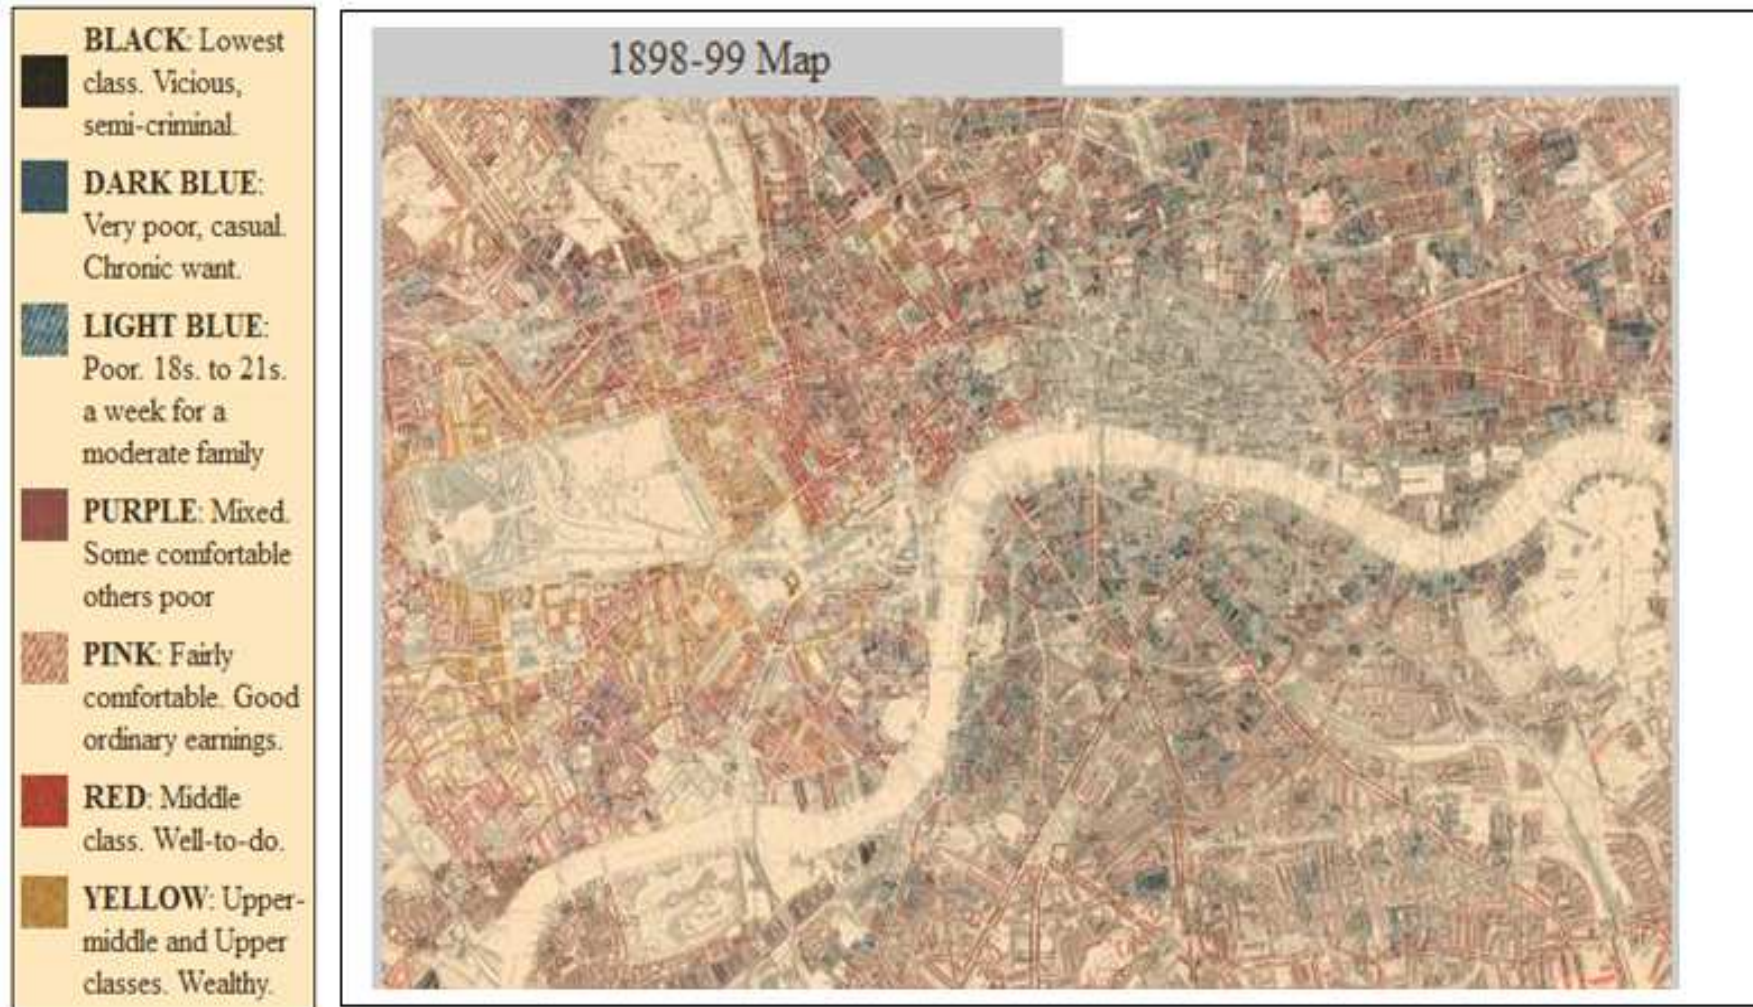 BLACK: Lowest
class. Vicious,
semi-criminal.
DARK BLUE:
Very poor, casual.
Chronic want.
LIGHT BLUE:
Poor. 18s. to 21s.
a week for a
moderate family
PURPLE: Mixed.
Some comfortable
others poor
PINK: Fairly
comfortable. Good
ordinary earnings.
RED: Middle
class. Well-to-do.
YELLOW: Upper-
middle and Upper
classes. Wealthy.
1898-99 Map